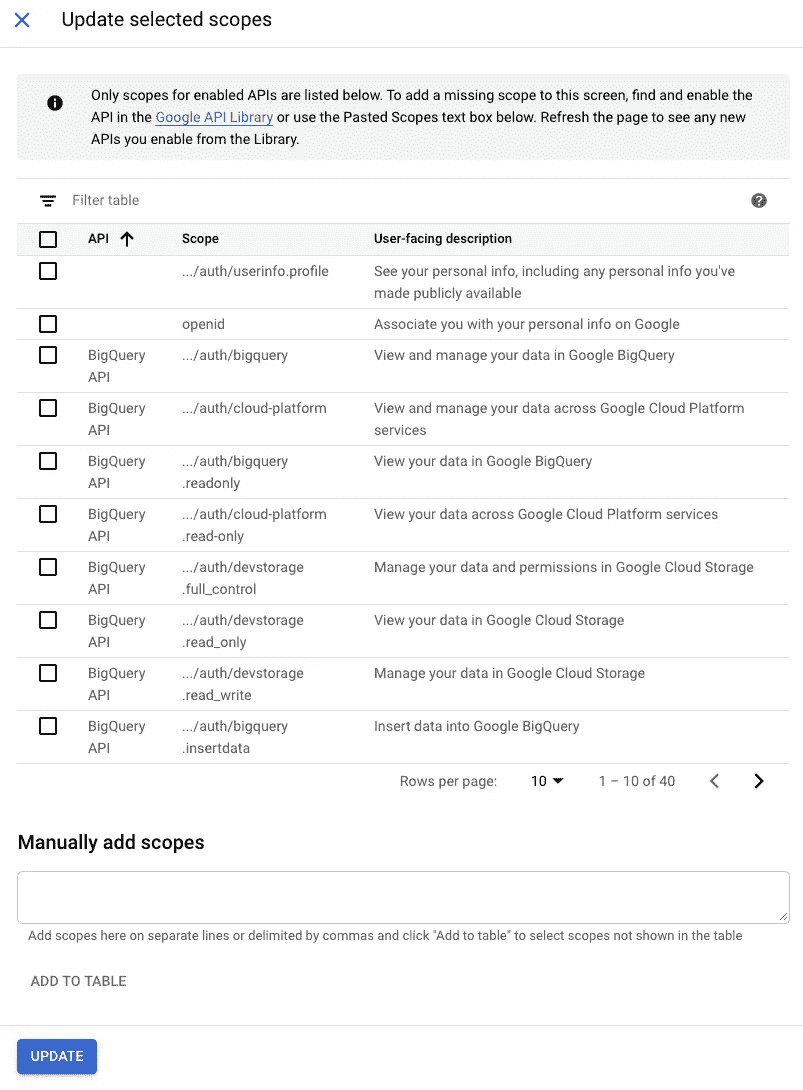 Update selected scopes
Only scopes for enabled APIs are listed below. To add a missing scope to this screen, find and enable the
API in the Google API Library or use the Pasted Scopes text box below. Refresh the page to see any new
APIs you enable from the Library.
Filter table
API Scope User-facing description
.../auth/userinfo.profile See your personal info, including any personal info you've
made publicly available
openid Associate you with your personal info on Google
BigQuery .../auth/bigquery View and manage your data in Google BigQuery
API
BigQuery .../auth/cloud-platform View and manage your data across Google Cloud Platform
API services
BigQuery .../auth/bigquery View your data in Google BigQuery
API .readonly
BigQuery .../auth/cloud-platform View your data across Google Cloud Platform services
API .read-only
BigQuery .../auth/devstorage Manage your data and permissions in Google Cloud Storage
API .full_control
BigQuery .../auth/devstorage View your data in Google Cloud Storage
API .read_only
BigQuery .../auth/devstorage Manage your data in Google Cloud Storage
API .read_write
BigQuery .../auth/bigquery Insert data into Google BigQuery
API .insertdata
Rows per page: 10 1 – 10 of 40
Manually add scopes
Add scopes here on separate lines or delimited by commas and click "Add to table" to select scopes not shown in the table
ADD TO TABLE
UPDATE